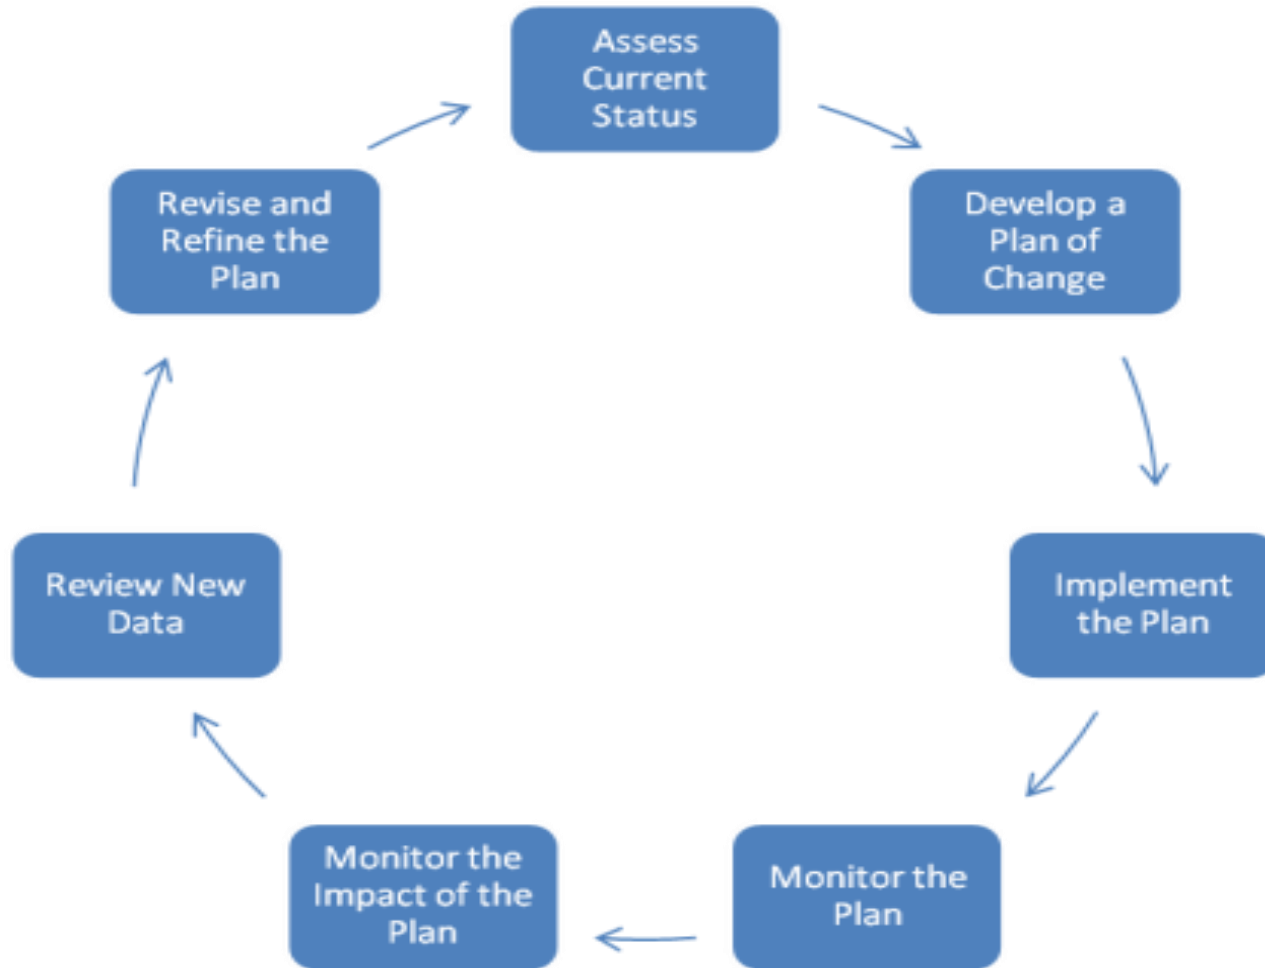 Assess
Current
Status
Develop a
Plan of
Change
Implement
the Plan
Monitor the
Plan
Monitor the
Impact of the
Plan
Review New
Data
Revise and
Refine the
Plan